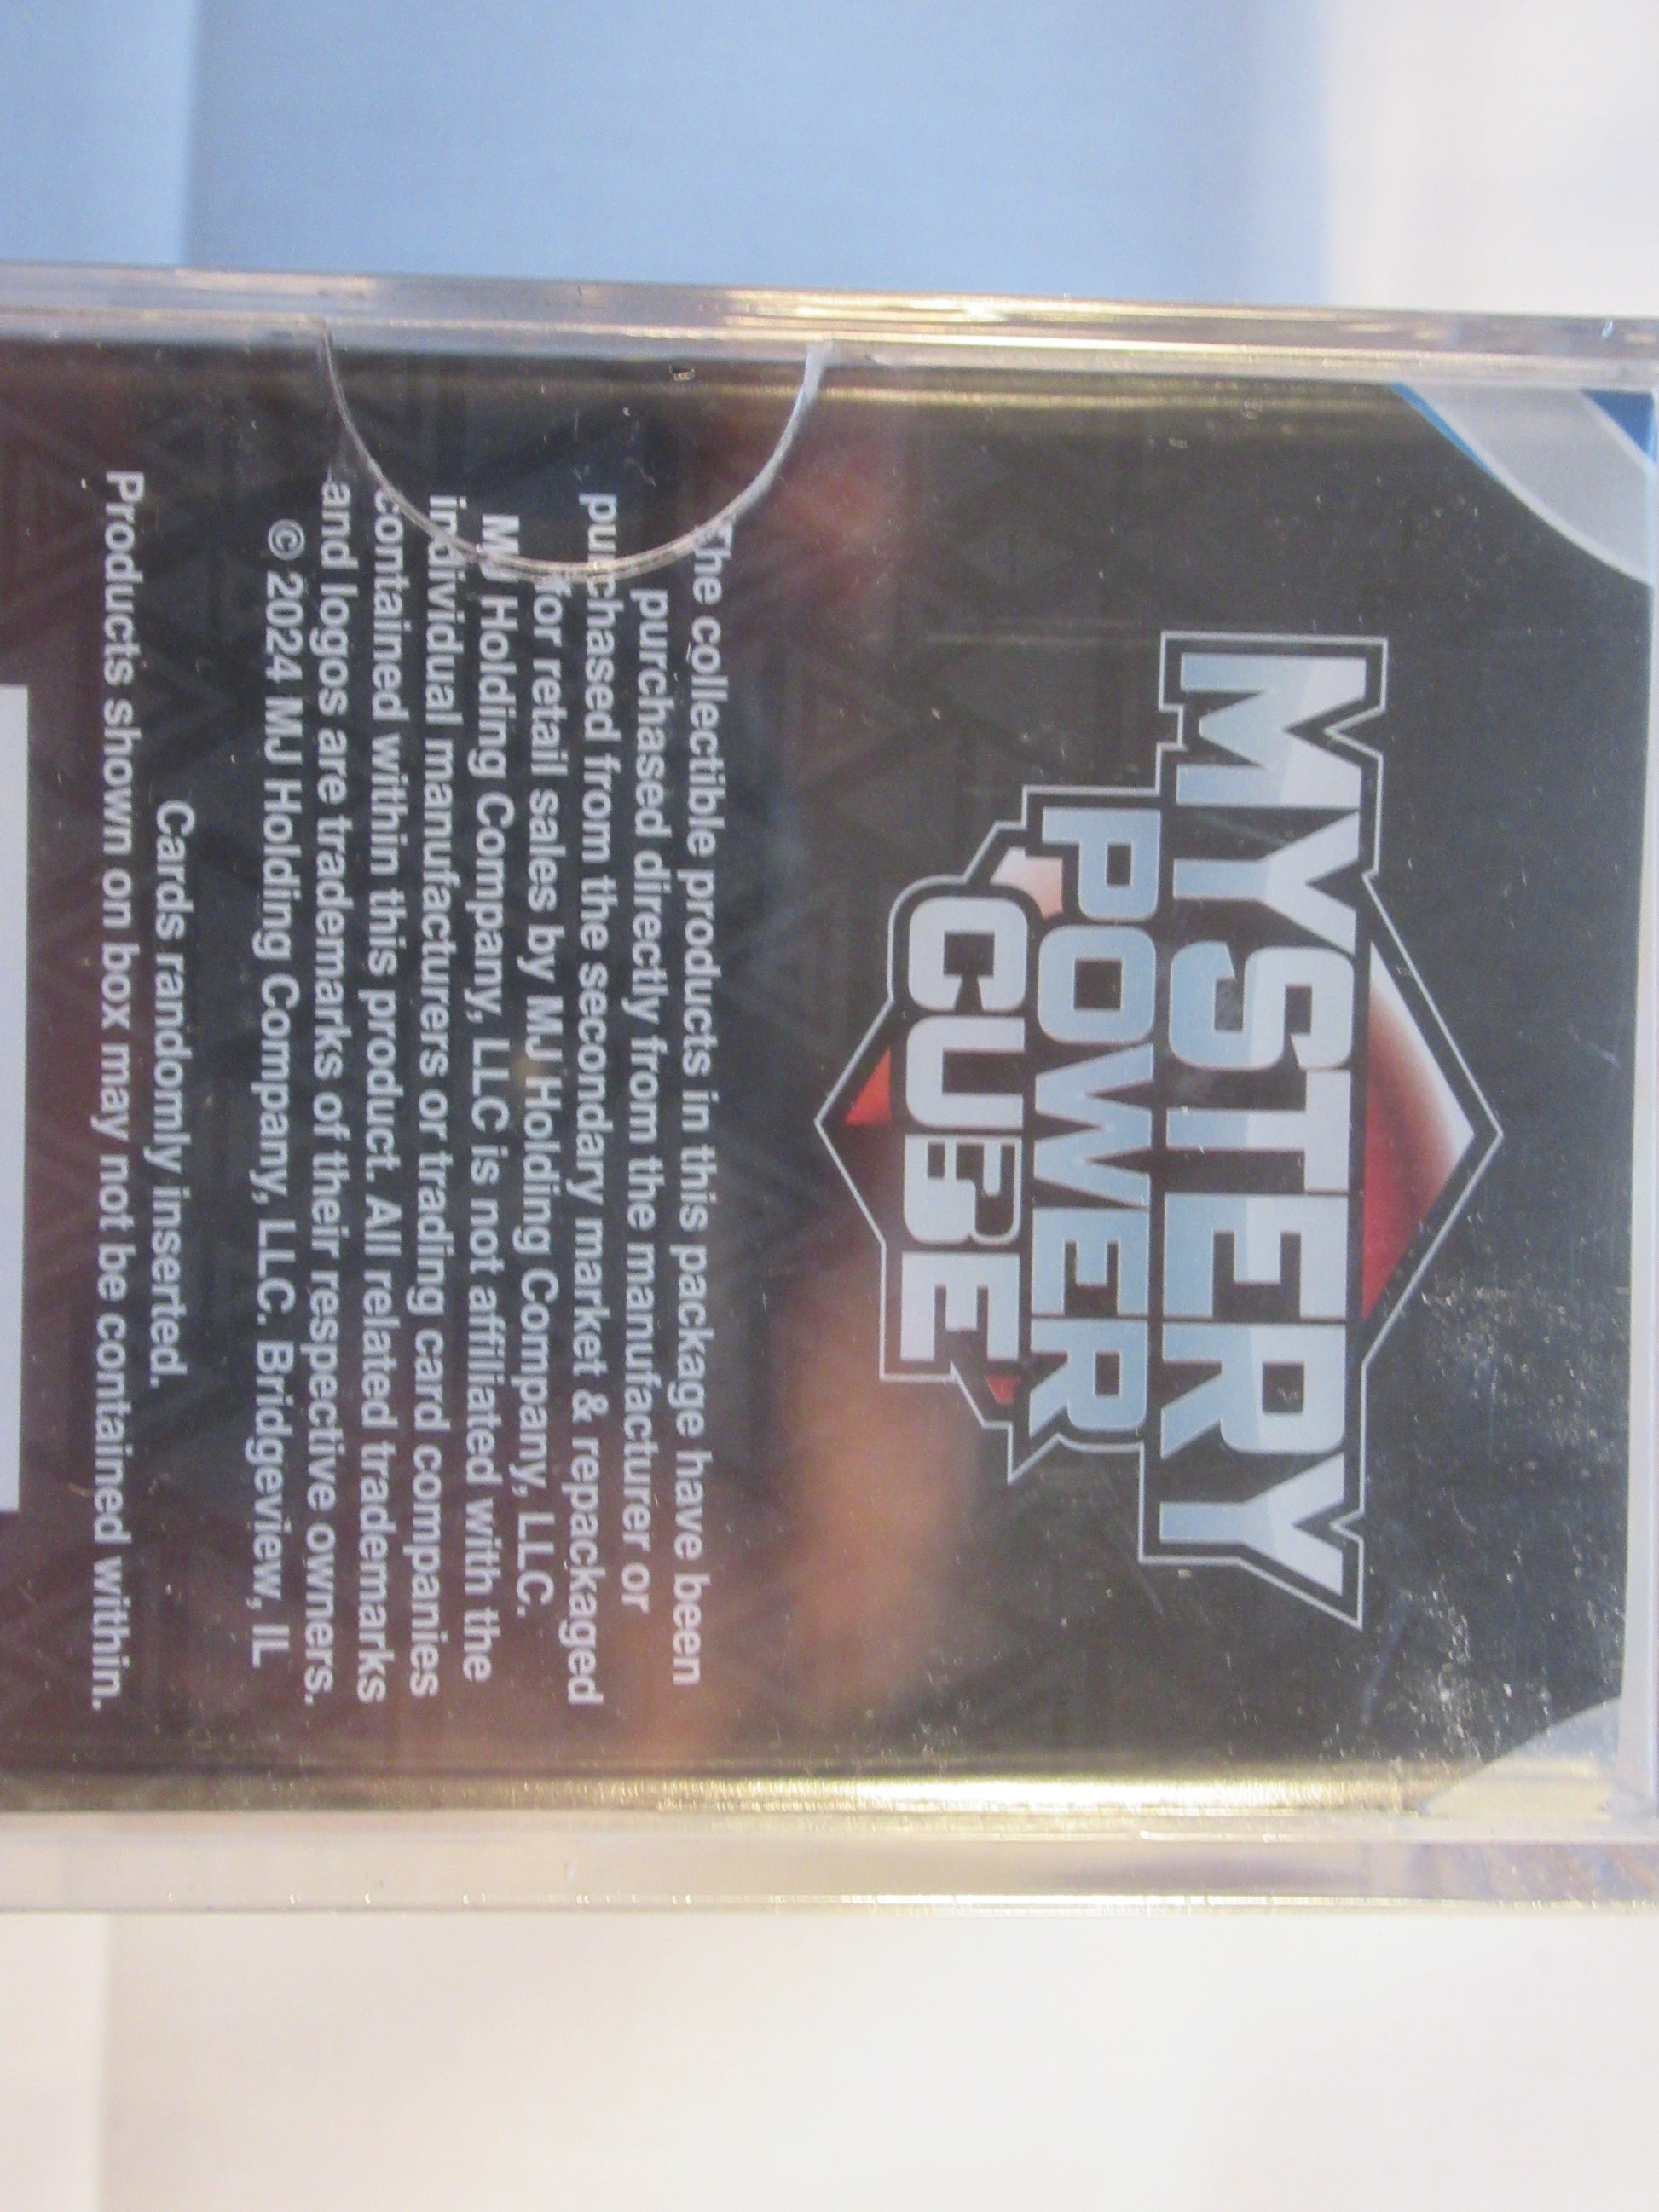 MYSTERY
POWER
CUBE
The collectible products in this package have been
purchased directly from the manufacturer or
purchased from the secondary market & repackaged
for retail sales by MJ Holding Company, LLC.
MJ Holding Company, LLC is not affiliated with the
individual manufacturers or trading card companies
contained within this product. All related trademarks
and logos are trademarks of their respective owners.
© 2024 MJ Holding Company, LLC. Bridgeview, IL
Cards randomly inserted.
Products shown on box may not be contained within.